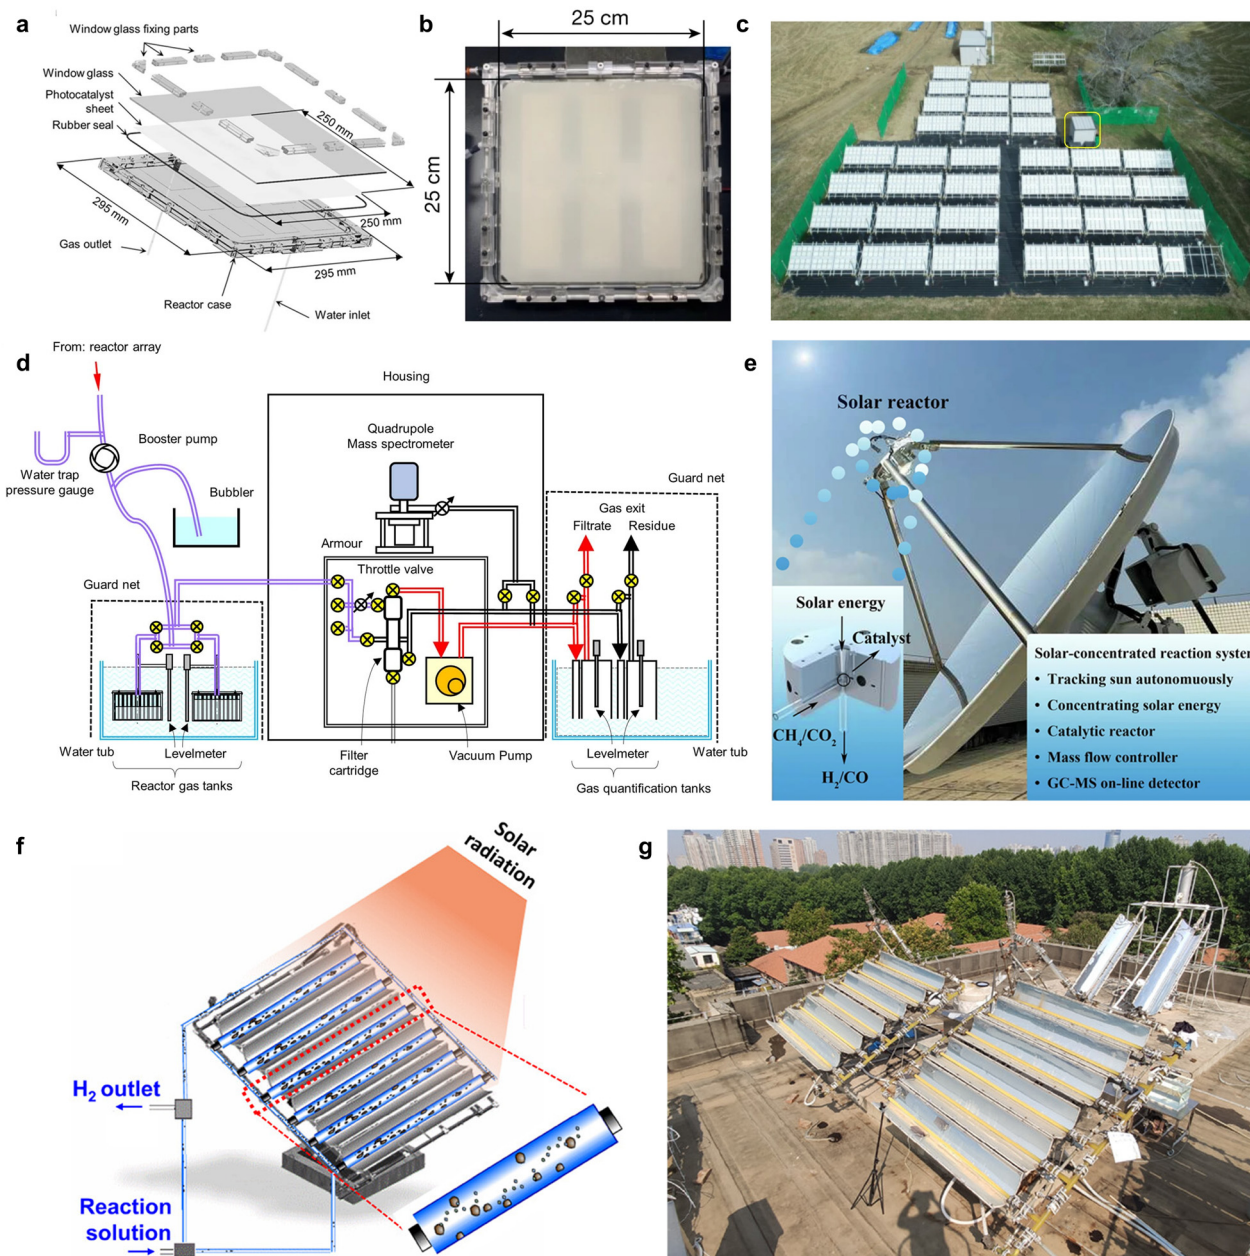 a
Window glass fixing parts
Window glass
Photocatalyst
sheet
Rubber seal
250 mm
250 mm
295 mm
295 mm
Gas outlet
Reactor case
Water inlet
b
25 cm
25 cm
c
d
From: reactor array
Housing
Quadrupole
Mass spectrometer
Booster pump
Water trap
pressure gauge
Bubbler
Guard net
Gas exit
Filtrate
Residue
Armour
Throttle valve
Guard net
Water tub
Levelmeter
Reactor gas tanks
Filter
cartridge
Vacuum Pump
Levelmeter
Water tub
Gas quantification tanks
e
Solar reactor
Solar energy
Catalyst
CH4/CO2
H2/CO
Solar-concentrated reaction system
• Tracking sun autonomuously
• Concentrating solar energy
• Catalytic reactor
• Mass flow controller
• GC-MS on-line detector
f
Solar
radiation
H2 outlet
Reaction
solution
g